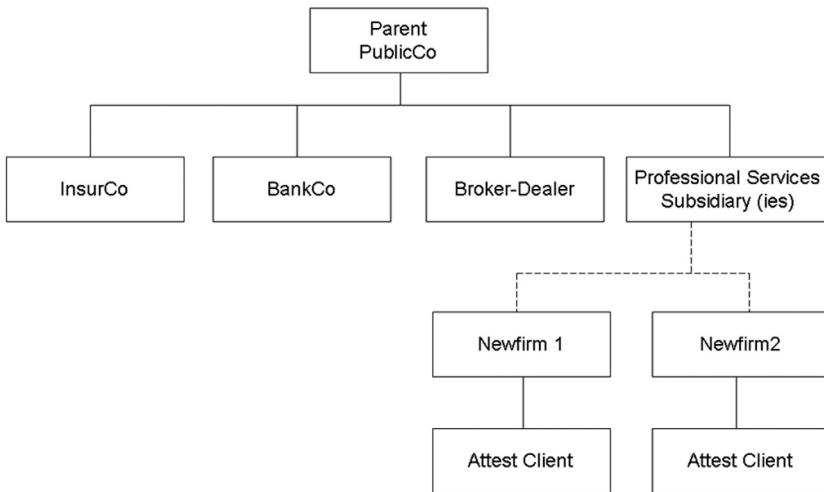 Parent
PublicCo
InsurCo
BankCo
Broker-Dealer
Professional Services
Subsidiary (ies)
Newfirm 1
Newfirm2
Attest Client
Attest Client